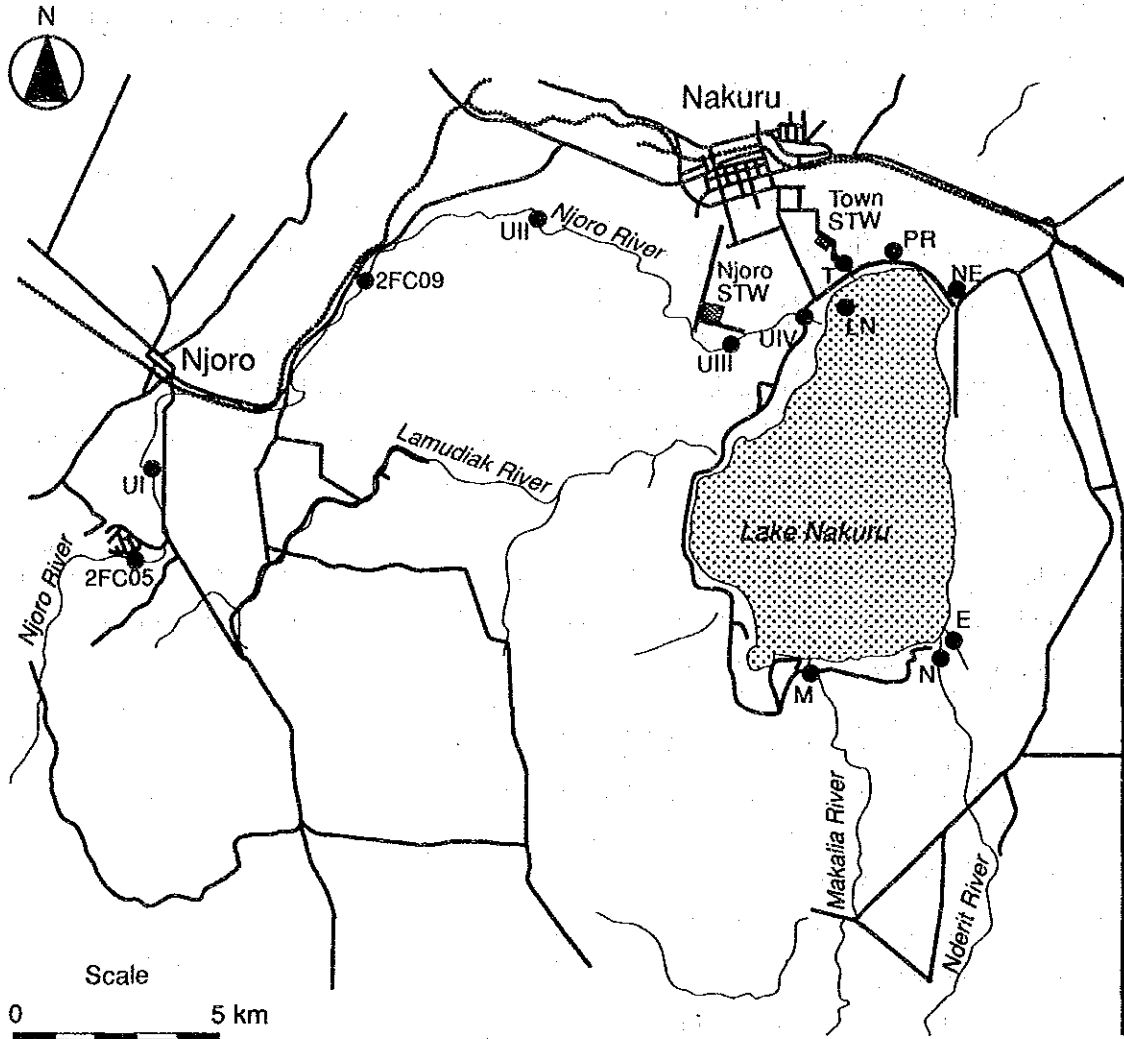 N
Nakuru
Town
STW
PR
UII
Njoro River
NE
T
2FC09
Njoro
STW
LN
UIV
UIII
Njoro
Lamudiak River
UI
Lake Nakuru
2FC05
Njoro River
E
N
M
Makalia River
Nderit River
Scale
0 5 km